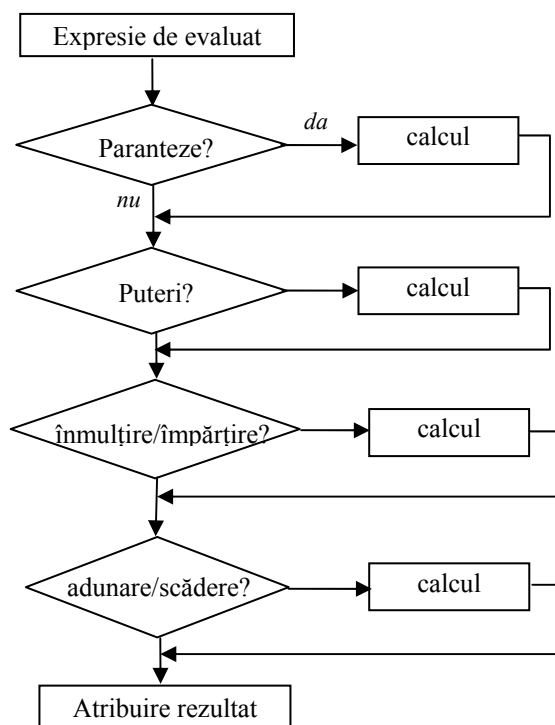 Expresie de evaluat
da
Paranteze?
calcul
nu
Puteri?
calcul
înmulțire/împărțire?
calcul
adunare/scădere?
calcul
Atribuire rezultat